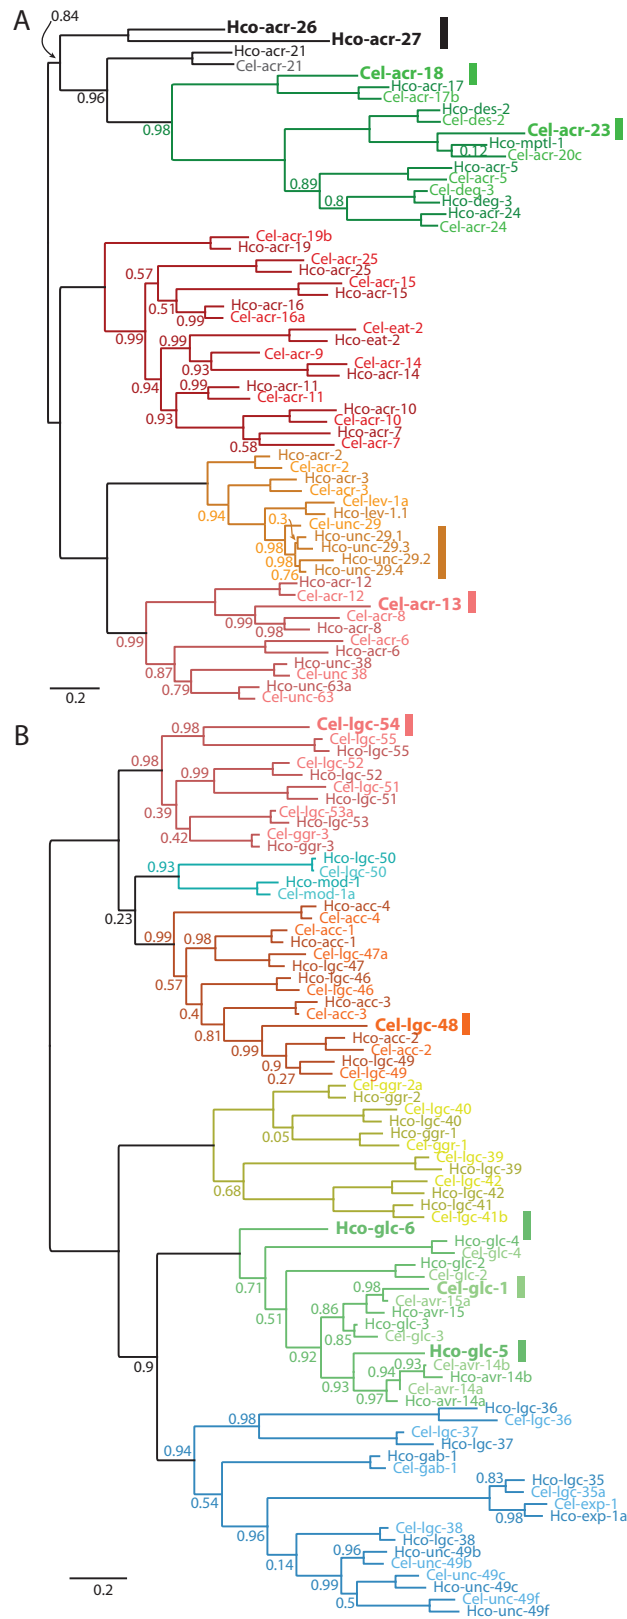 A
0.84
Hco-acr-26
Hco-acr-27
Hco-acr-21
Cel-acr-21
0.96
Cel-acr-18
Hco-acr-17
Cel-acr-17b
0.98
Hco-des-2
Cel-des-2
Cel-acr-23
Hco-mptl-1
0.12
Cel-acr-20c
Hco-acr-5
Cel-acr-5
0.89
Cel-deg-3
Hco-deg-3
0.8
Hco-acr-24
Cel-acr-24
Cel-acr-19b
Hco-acr-19
Cel-acr-25
0.57
Hco-acr-25
Cel-acr-15
Hco-acr-15
0.51
Hco-acr-16
0.99
Cel-acr-16a
Cel-eat-2
0.99
0.99
Hco-eat-2
Cel-acr-9
Cel-acr-14
0.93
Hco-acr-14
0.94
0.99
Hco-acr-11
Cel-acr-11
Hco-acr-10
0.93
Cel-acr-10
Hco-acr-7
0.58
Cel-acr-7
Hco-acr-2
Cel-acr-2
Hco-acr-3
Cel-acr-3
Cel-lev-1a
0.94
Hco-lev-1.1
0.3
Cel-unc-29
Hco-unc-29.1
0.98
Hco-unc-29.3
0.98
Hco-unc-29.2
0.76
Hco-unc-29.4
Hco-acr-12
Cel-acr-12
Cel-acr-13
Cel-acr-8
0.99
0.98
Hco-acr-8
0.99
Cel-acr-6
Hco-acr-6
Hco-unc-38
0.87
Cel-unc 38
Hco-unc-63a
0.79
Cel-unc-63
0.2
B
0.98
Cel-lgc-54
Cel-lgc-55
Hco-lgc-55
0.98
Cel-lgc-52
0.99
Hco-lgc-52
Cel-lgc-51
Hco-lgc-51
0.39
Cel-lgc-53a
Hco-lgc-53
0.42
Cel-ggr-3
Hco-ggr-3
Hco-lgc-50
0.93
Cel-lgc-50
Hco-mod-1
Cel-mod-1a
0.23
Hco-acc-4
Cel-acc-4
0.99
0.98
Cel-acc-1
Hco-acc-1
Cel-lgc-47a
Hco-lgc-47
0.57
Hco-lgc-46
Cel-lgc-46
0.4
Hco-acc-3
Cel-acc-3
Cel-lgc-48
0.81
Hco-acc-2
0.99
Cel-acc-2
0.9
Hco-lgc-49
0.27
Cel-lgc-49
Cel-ggr-2a
Hco-ggr-2
Cel-lgc-40
Hco-lgc-40
0.05
Hco-ggr-1
Cel-ggr-1
Cel-lgc-39
Hco-lgc-39
0.68
Cel-lgc-42
Hco-lgc-42
Hco-lgc-41
Cel-lgc-41b
Hco-glc-6
Hco-glc-4
Cel-glc-4
0.71
Hco-glc-2
Cel-glc-2
0.98
Cel-glc-1
Cel-avr-15a
0.51
0.86
Hco-avr-15
Hco-glc-3
0.85
Cel-glc-3
0.92
Hco-glc-5
0.93
Cel-avr-14b
0.94
Hco-avr-14b
0.93
Cel-avr-14a
0.97
Hco-avr-14a
0.9
Hco-lgc-36
0.98
Cel-lgc-36
Cel-lgc-37
Hco-lgc-37
0.94
Hco-gab-1
Cel-gab-1
0.83
Hco-lgc-35
Cel-lgc-35a
0.54
Cel-exp-1
0.98
Hco-exp-1a
Cel-lgc-38
0.96
Hco-lgc-38
0.96
Hco-unc-49b
0.14
Cel-unc-49b
Cel-unc-49c
0.99
Hco-unc-49c
0.5
Cel-unc-49f
Hco-unc-49f
0.2